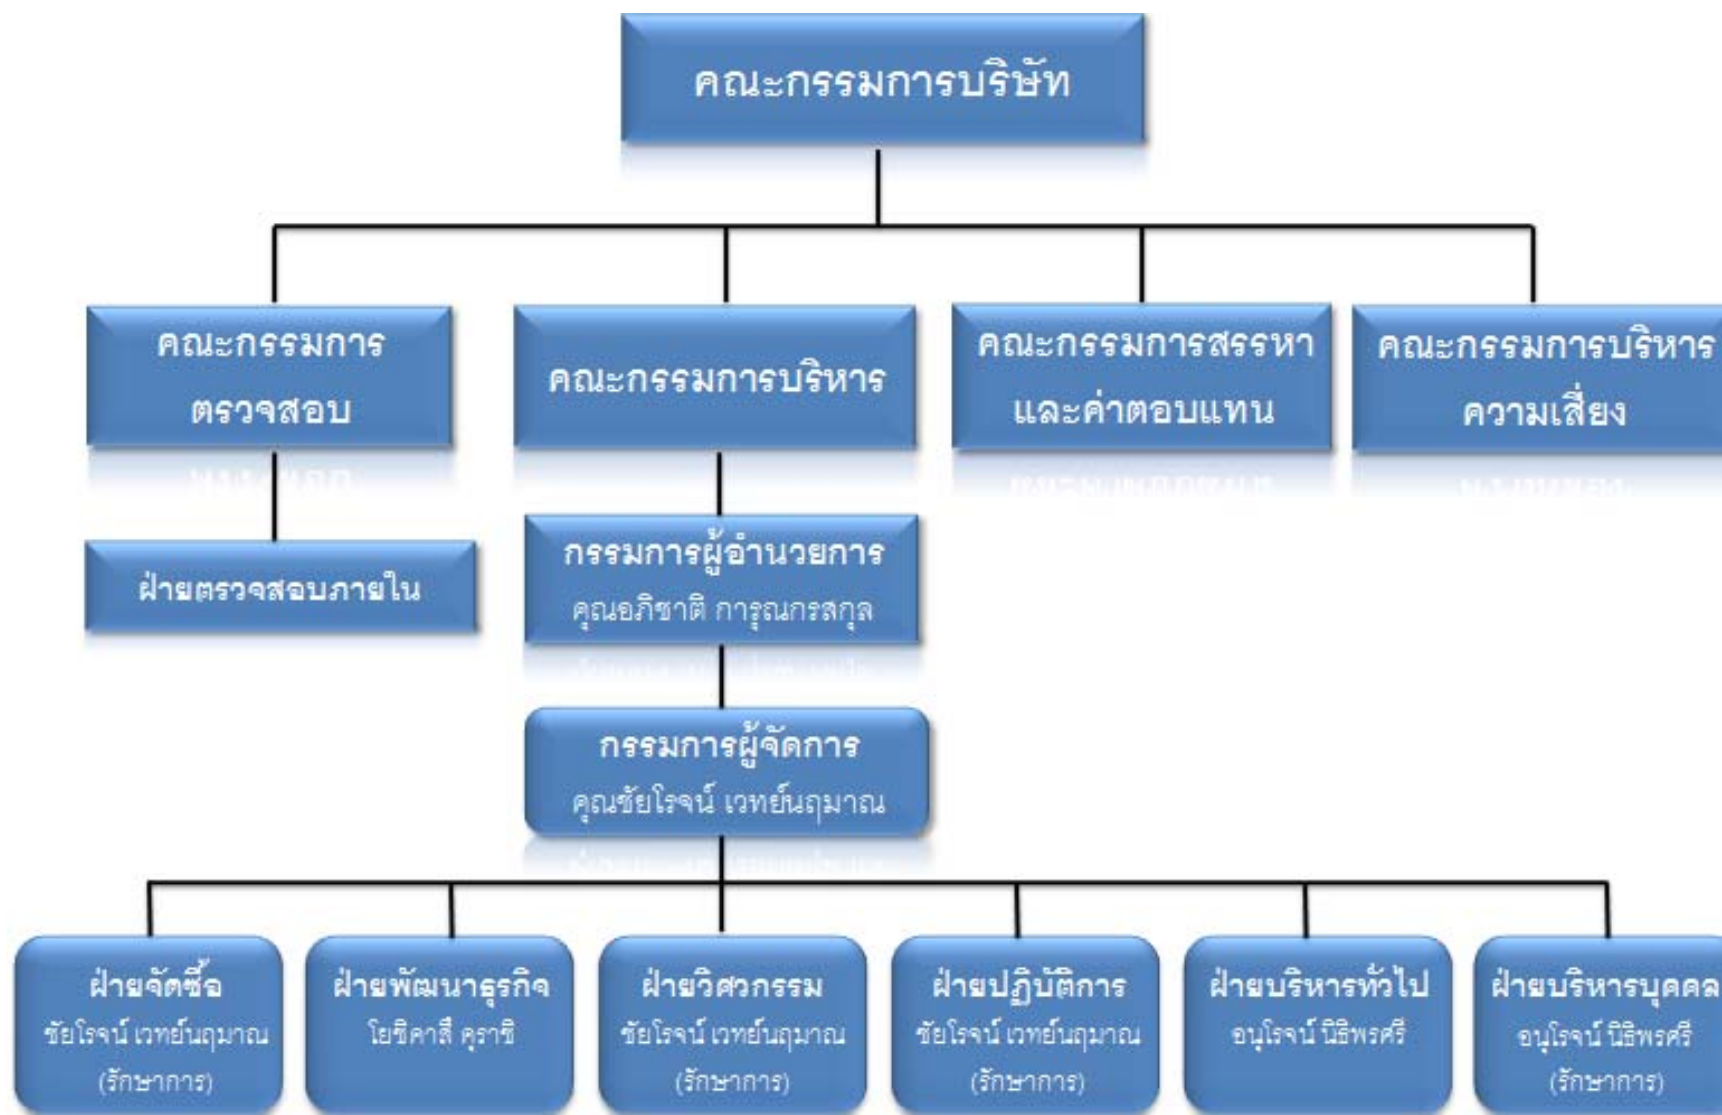 คณะกรรมการบริษัท
คณะกรรมการ
ตรวจสอบ
คณะกรรมการบริหาร
คณะกรรมการสรรหา
และค่าตอบแทน
คณะกรรมการบริหาร
ความเสี่ยง
ฝ่ายตรวจสอบภายใน
กรรมการผู้อำนวยการ
คุณอภิชาติ การุณกรสกุล
กรรมการผู้จัดการ
คุณชัยโรจน์ เวทย์นฤมาณ
ฝ่ายจัดซื้อ
ชัยโรจน์ เวทย์นฤมาณ
(รักษาการ)
ฝ่ายพัฒนาธุรกิจ
โยชิคาสึ คุราชิ
ฝ่ายวิศวกรรม
ชัยโรจน์ เวทย์นฤมาณ
(รักษาการ)
ฝ่ายปฏิบัติการ
ชัยโรจน์ เวทย์นฤมาณ
(รักษาการ)
ฝ่ายบริหารทั่วไป
อนุโรจน์ นิธิพรศรี
ฝ่ายบริหารบุคคล
อนุโรจน์ นิธิพรศรี
(รักษาการ)